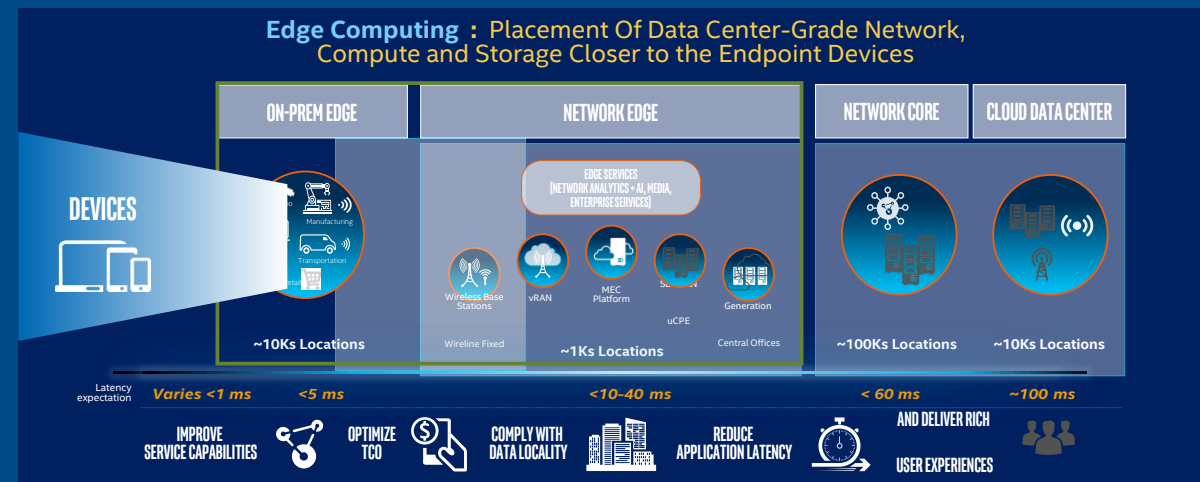 Edge Computing : Placement Of Data Center-Grade Network,
Compute and Storage Closer to the Endpoint Devices
ON-PREM EDGE
NETWORK EDGE
NETWORK CORE
CLOUD DATA CENTER
DEVICES
Manufacturing
Transportation
EDGE SERVICES
(NETWORK ANALYTICS + AI, MEDIA,
ENTERPRISE SERVICES)
Wireless Base
Stations
vRAN
MEC
Platform
Generation
uCPE
Wireline Fixed
Central Offices
~10Ks Locations
~1Ks Locations
~100Ks Locations
~10Ks Locations
Latency
expectation
Varies <1 ms
<5 ms
<10-40 ms
< 60 ms
~100 ms
IMPROVE
SERVICE CAPABILITIES
OPTIMIZE
TCO
COMPLY WITH
DATA LOCALITY
REDUCE
APPLICATION LATENCY
AND DELIVER RICH
USER EXPERIENCES